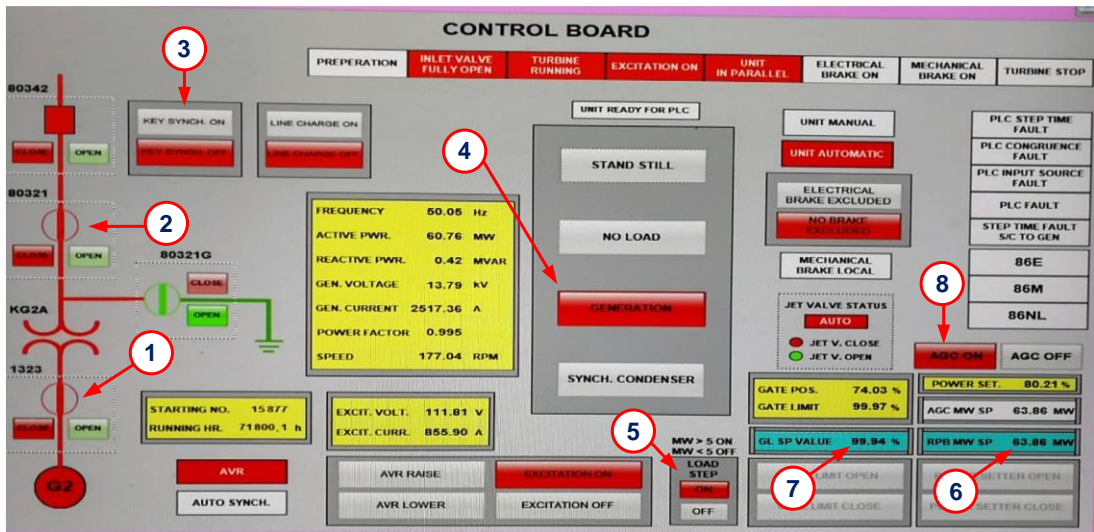 CONTROL BOARD
PREPERATION
INLET VALVE
FULLY OPEN
TURBINE
RUNNING
EXCITATION ON
UNIT
IN PARALLEL
ELECTRICAL
BRAKE ON
MECHANICAL
BRAKE ON
TURBINE STOP
3
80342
CLOSE
OPEN
KEY SYNCH. ON
KEY SYNCH. OFF
LINE CHARGE ON
LINE CHARGE OFF
80321
2
CLOSE
OPEN
80321G
CLOSE
OPEN
KG2A
1
1323
CLOSE
OPEN
G2
FREQUENCY 50.05 Hz
ACTIVE PWR. 60.76 MW
REACTIVE PWR. 0.42 MVAR
GEN. VOLTAGE 13.79 kV
GEN. CURRENT 2517.36 A
POWER FACTOR 0.995
SPEED 177.04 RPM
STARTING NO. 15877
RUNNING HR. 71800,1 h
EXCIT. VOLT. 111.81 V
EXCIT. CURR. 855.90 A
AVR
AUTO SYNCH.
AVR RAISE
AVR LOWER
EXCITATION ON
EXCITATION OFF
UNIT READY FOR PLC
4
STAND STILL
NO LOAD
GENERATION
SYNCH. CONDENSER
5
MW > 5 ON
MW < 5 OFF
LOAD
STEP
ON
OFF
UNIT MANUAL
UNIT AUTOMATIC
ELECTRICAL
BRAKE EXCLUDED
NO BRAKE
EXCLUDED
MECHANICAL
BRAKE LOCAL
JET VALVE STATUS
AUTO
JET V. CLOSE
JET V. OPEN
PLC STEP TIME
FAULT
PLC CONGRUENCE
FAULT
PLC INPUT SOURCE
FAULT
PLC FAULT
STEP TIME FAULT
S/C TO GEN
86E
86M
86NL
8
AGC ON
AGC OFF
GATE POS. 74.03 %
GATE LIMIT 99.97 %
GL SP VALUE 99.94 %
7
LIMIT OPEN
LIMIT CLOSE
POWER SET. 80.21 %
AGC MW SP 63.86 MW
RPB MW SP 63.86 MW
6
SETTER OPEN
SETTER CLOSE